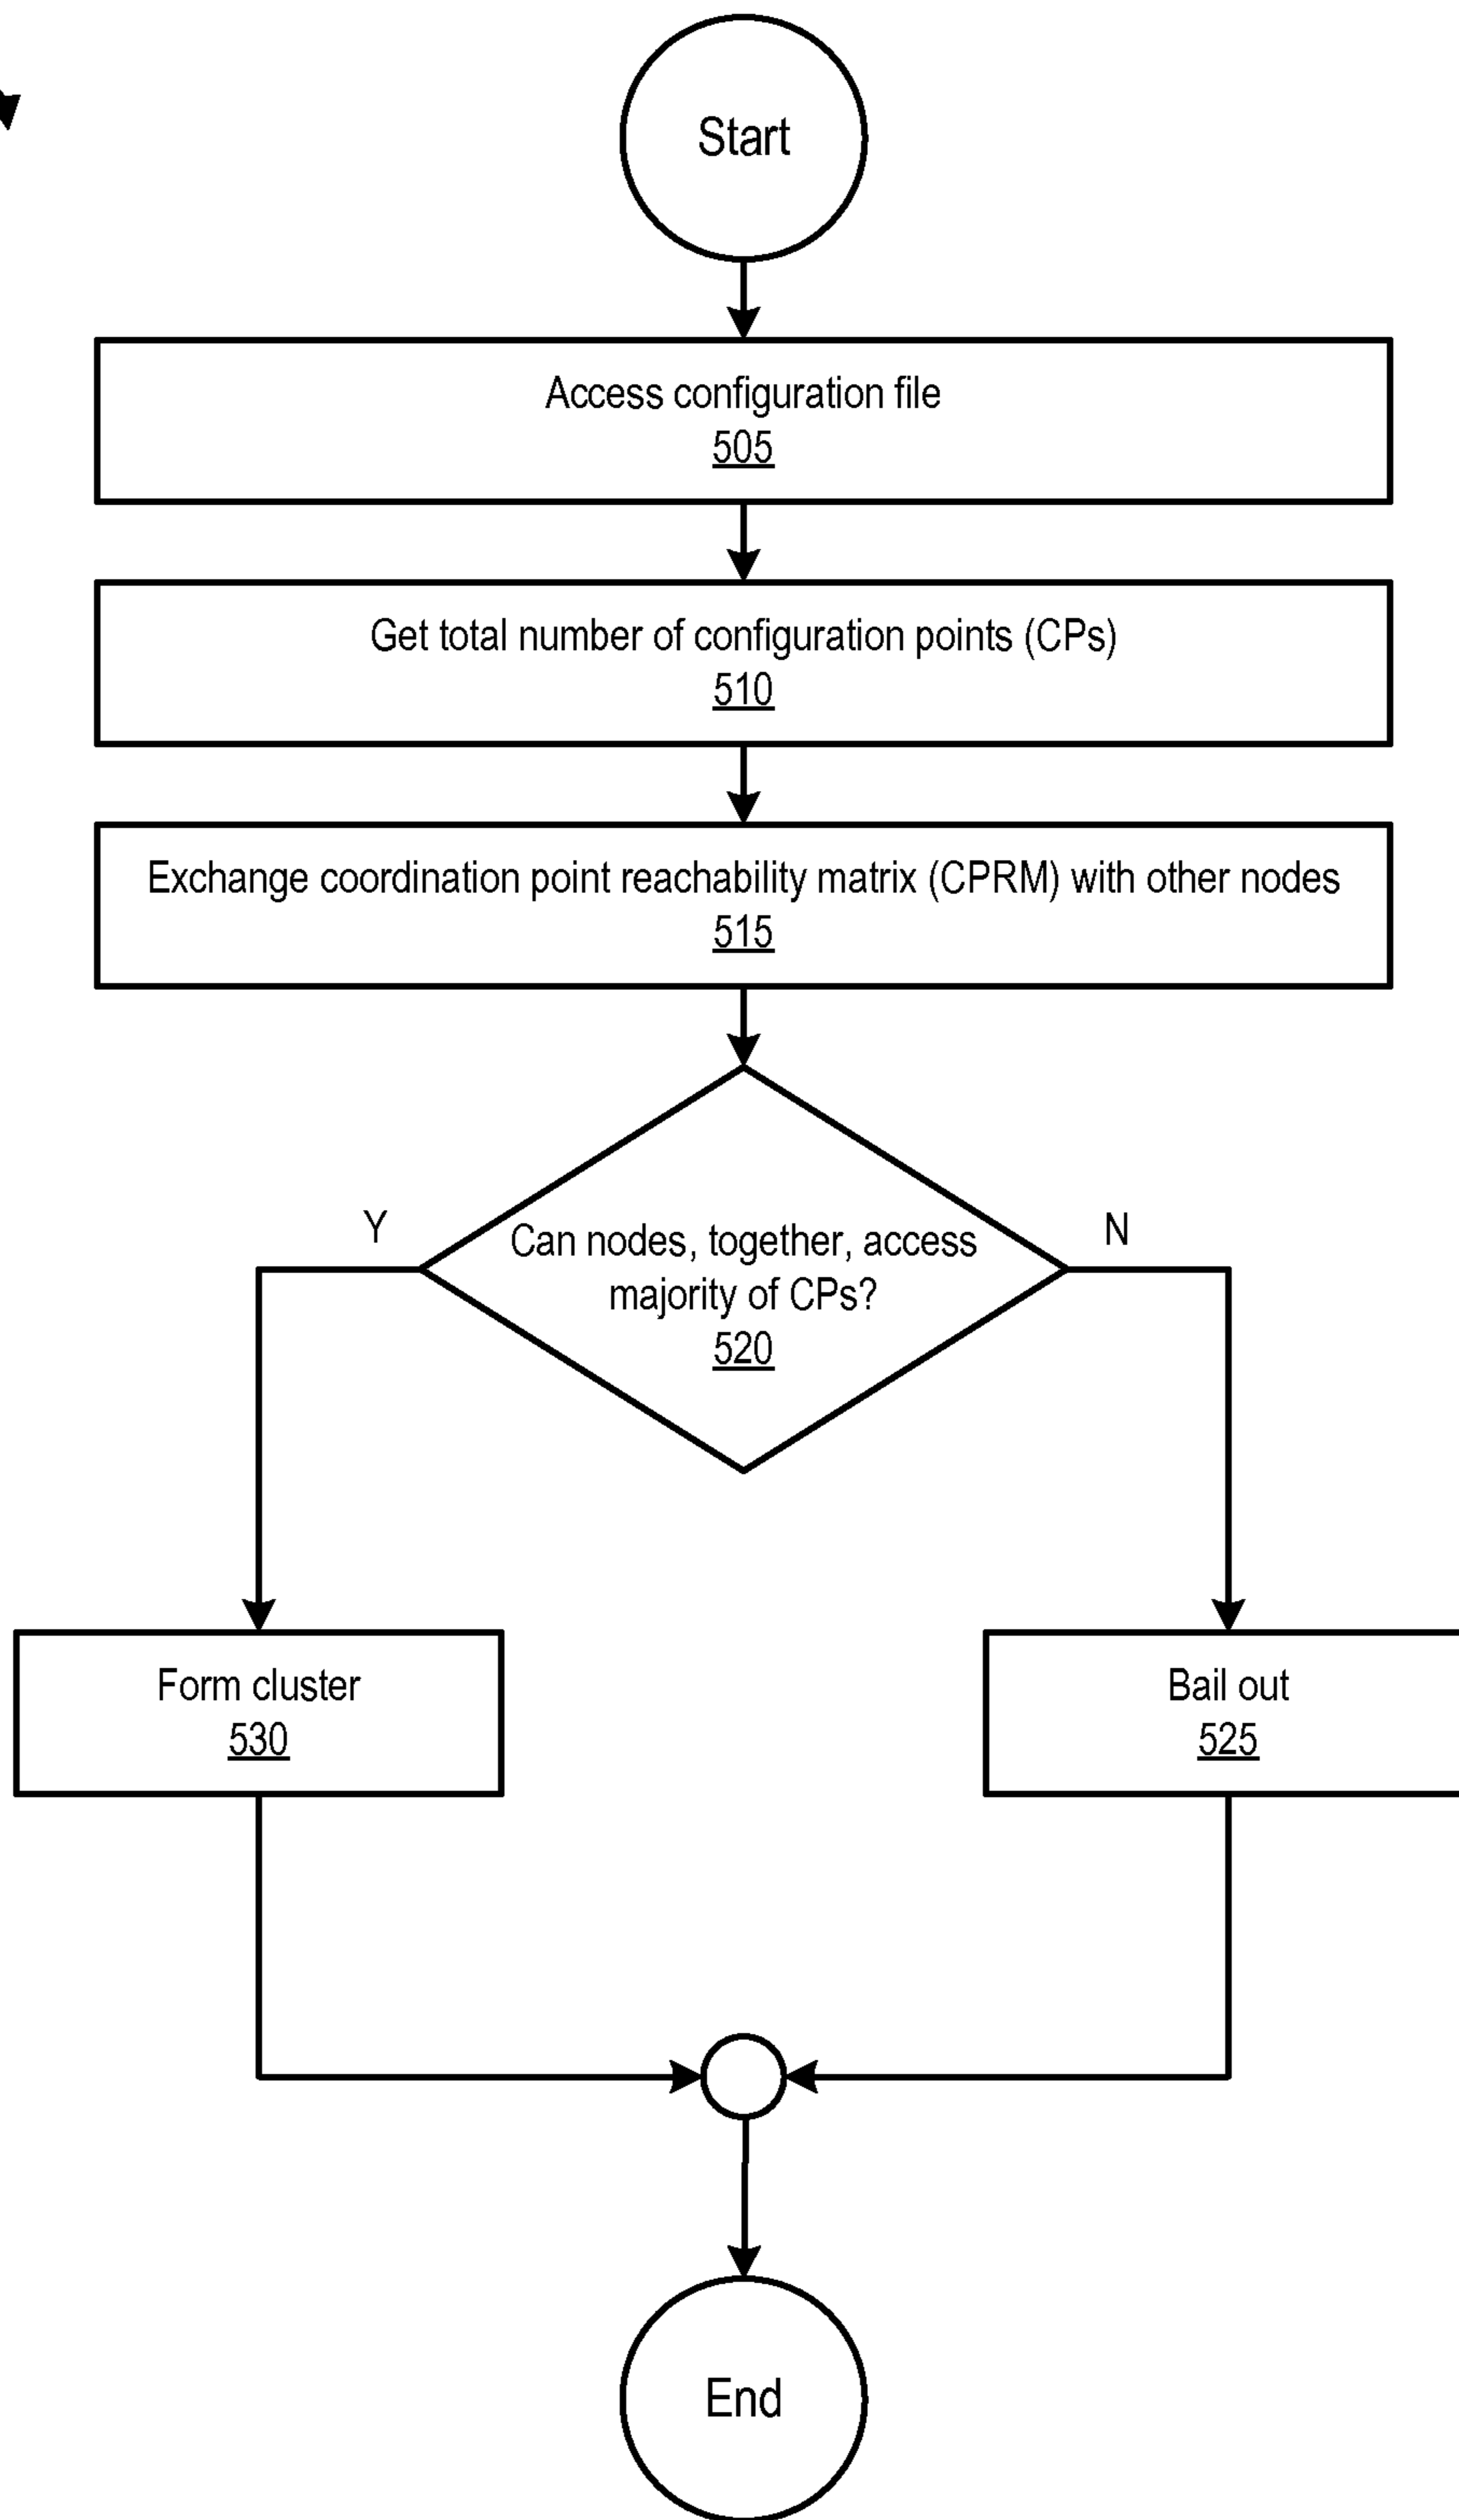 Start
Access configuration file
505
Get total number of configuration points (CPs)
510
Exchange coordination point reachability matrix (CPRM) with other nodes
515
Y
N
Can nodes, together, access
majority of CPs?
520
Form cluster
530
Bail out
525
End